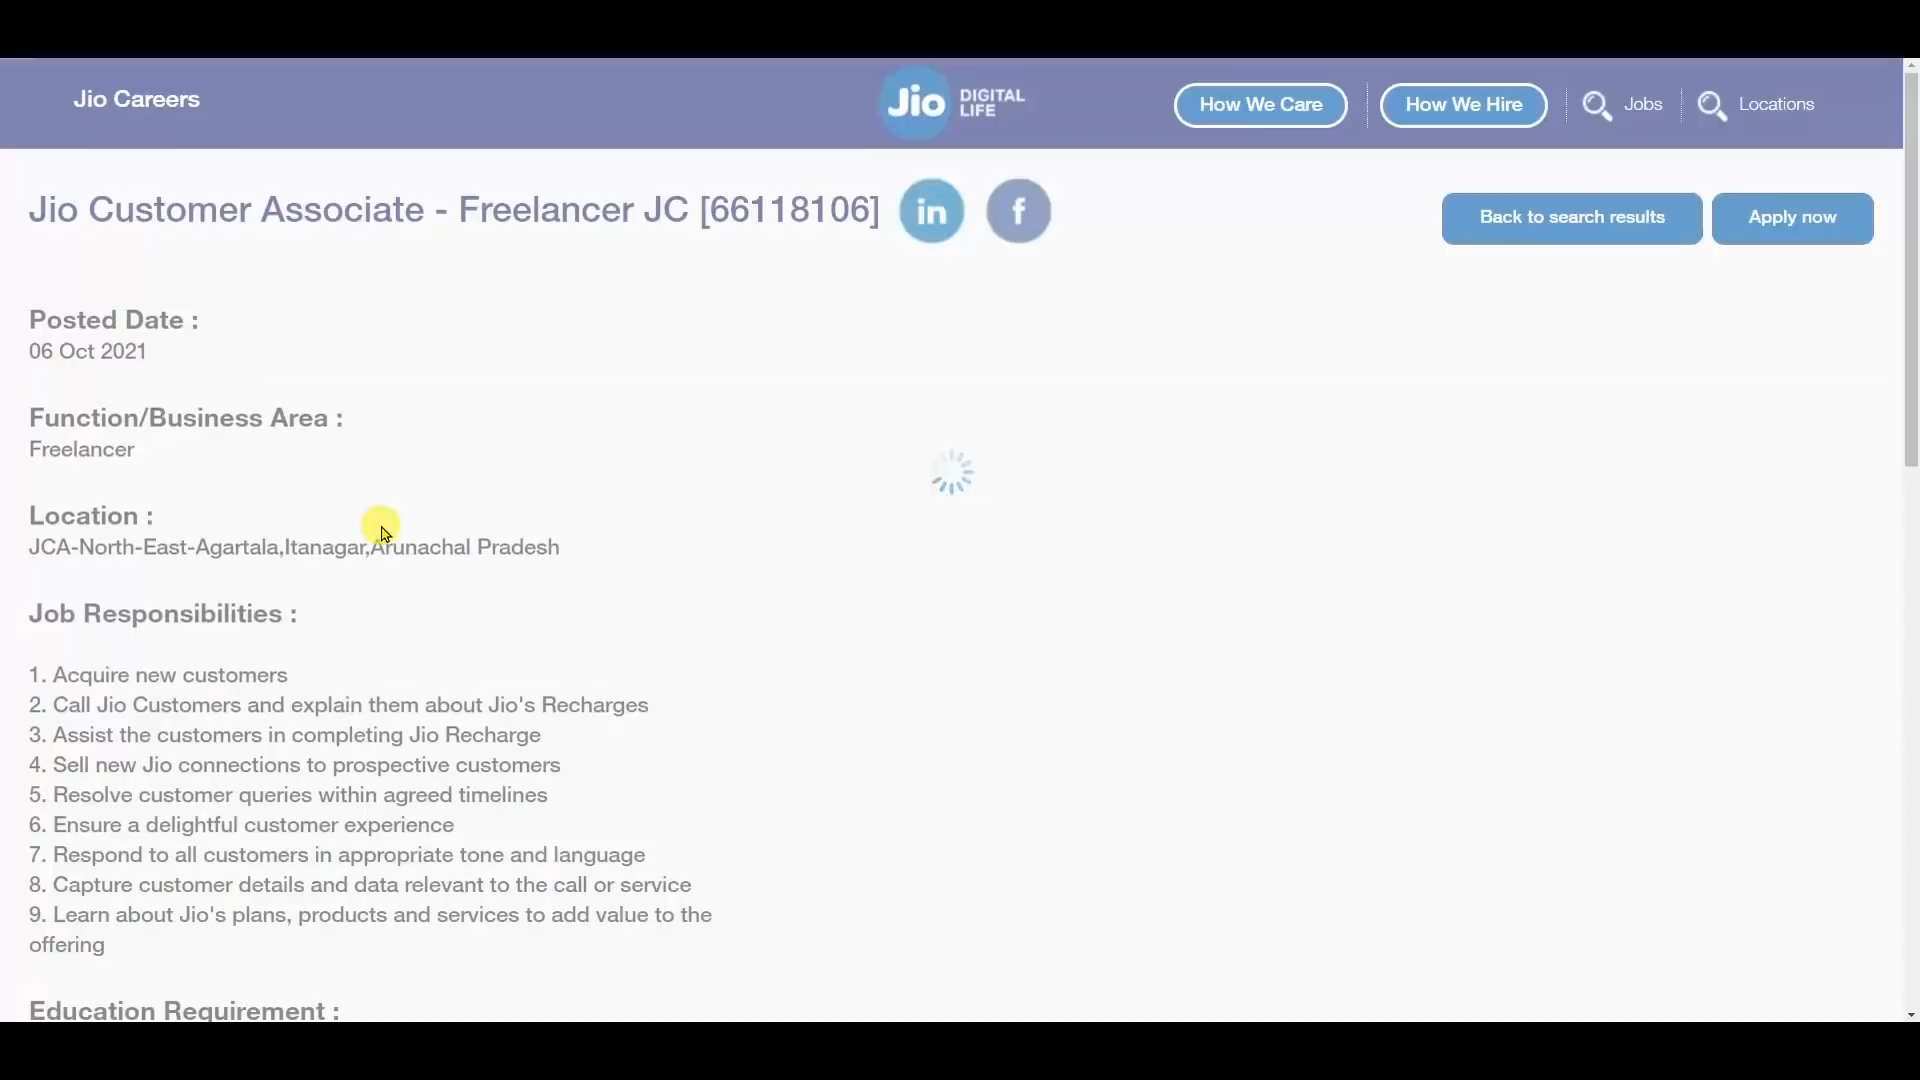 Jio Careers
Jio DIGITAL LIFE
How We Care
How We Hire
Jobs
Locations
Jio Customer Associate - Freelancer JC [66118106]
in
f
Back to search results
Apply now
Posted Date :
06 Oct 2021
Function/Business Area :
Freelancer
Location :
JCA-North-East-Agartala,Itanagar,Arunachal Pradesh
Job Responsibilities :
1. Acquire new customers
2. Call Jio Customers and explain them about Jio's Recharges
3. Assist the customers in completing Jio Recharge
4. Sell new Jio connections to prospective customers
5. Resolve customer queries within agreed timelines
6. Ensure a delightful customer experience
7. Respond to all customers in appropriate tone and language
8. Capture customer details and data relevant to the call or service
9. Learn about Jio's plans, products and services to add value to the
offering
Education Requirement :